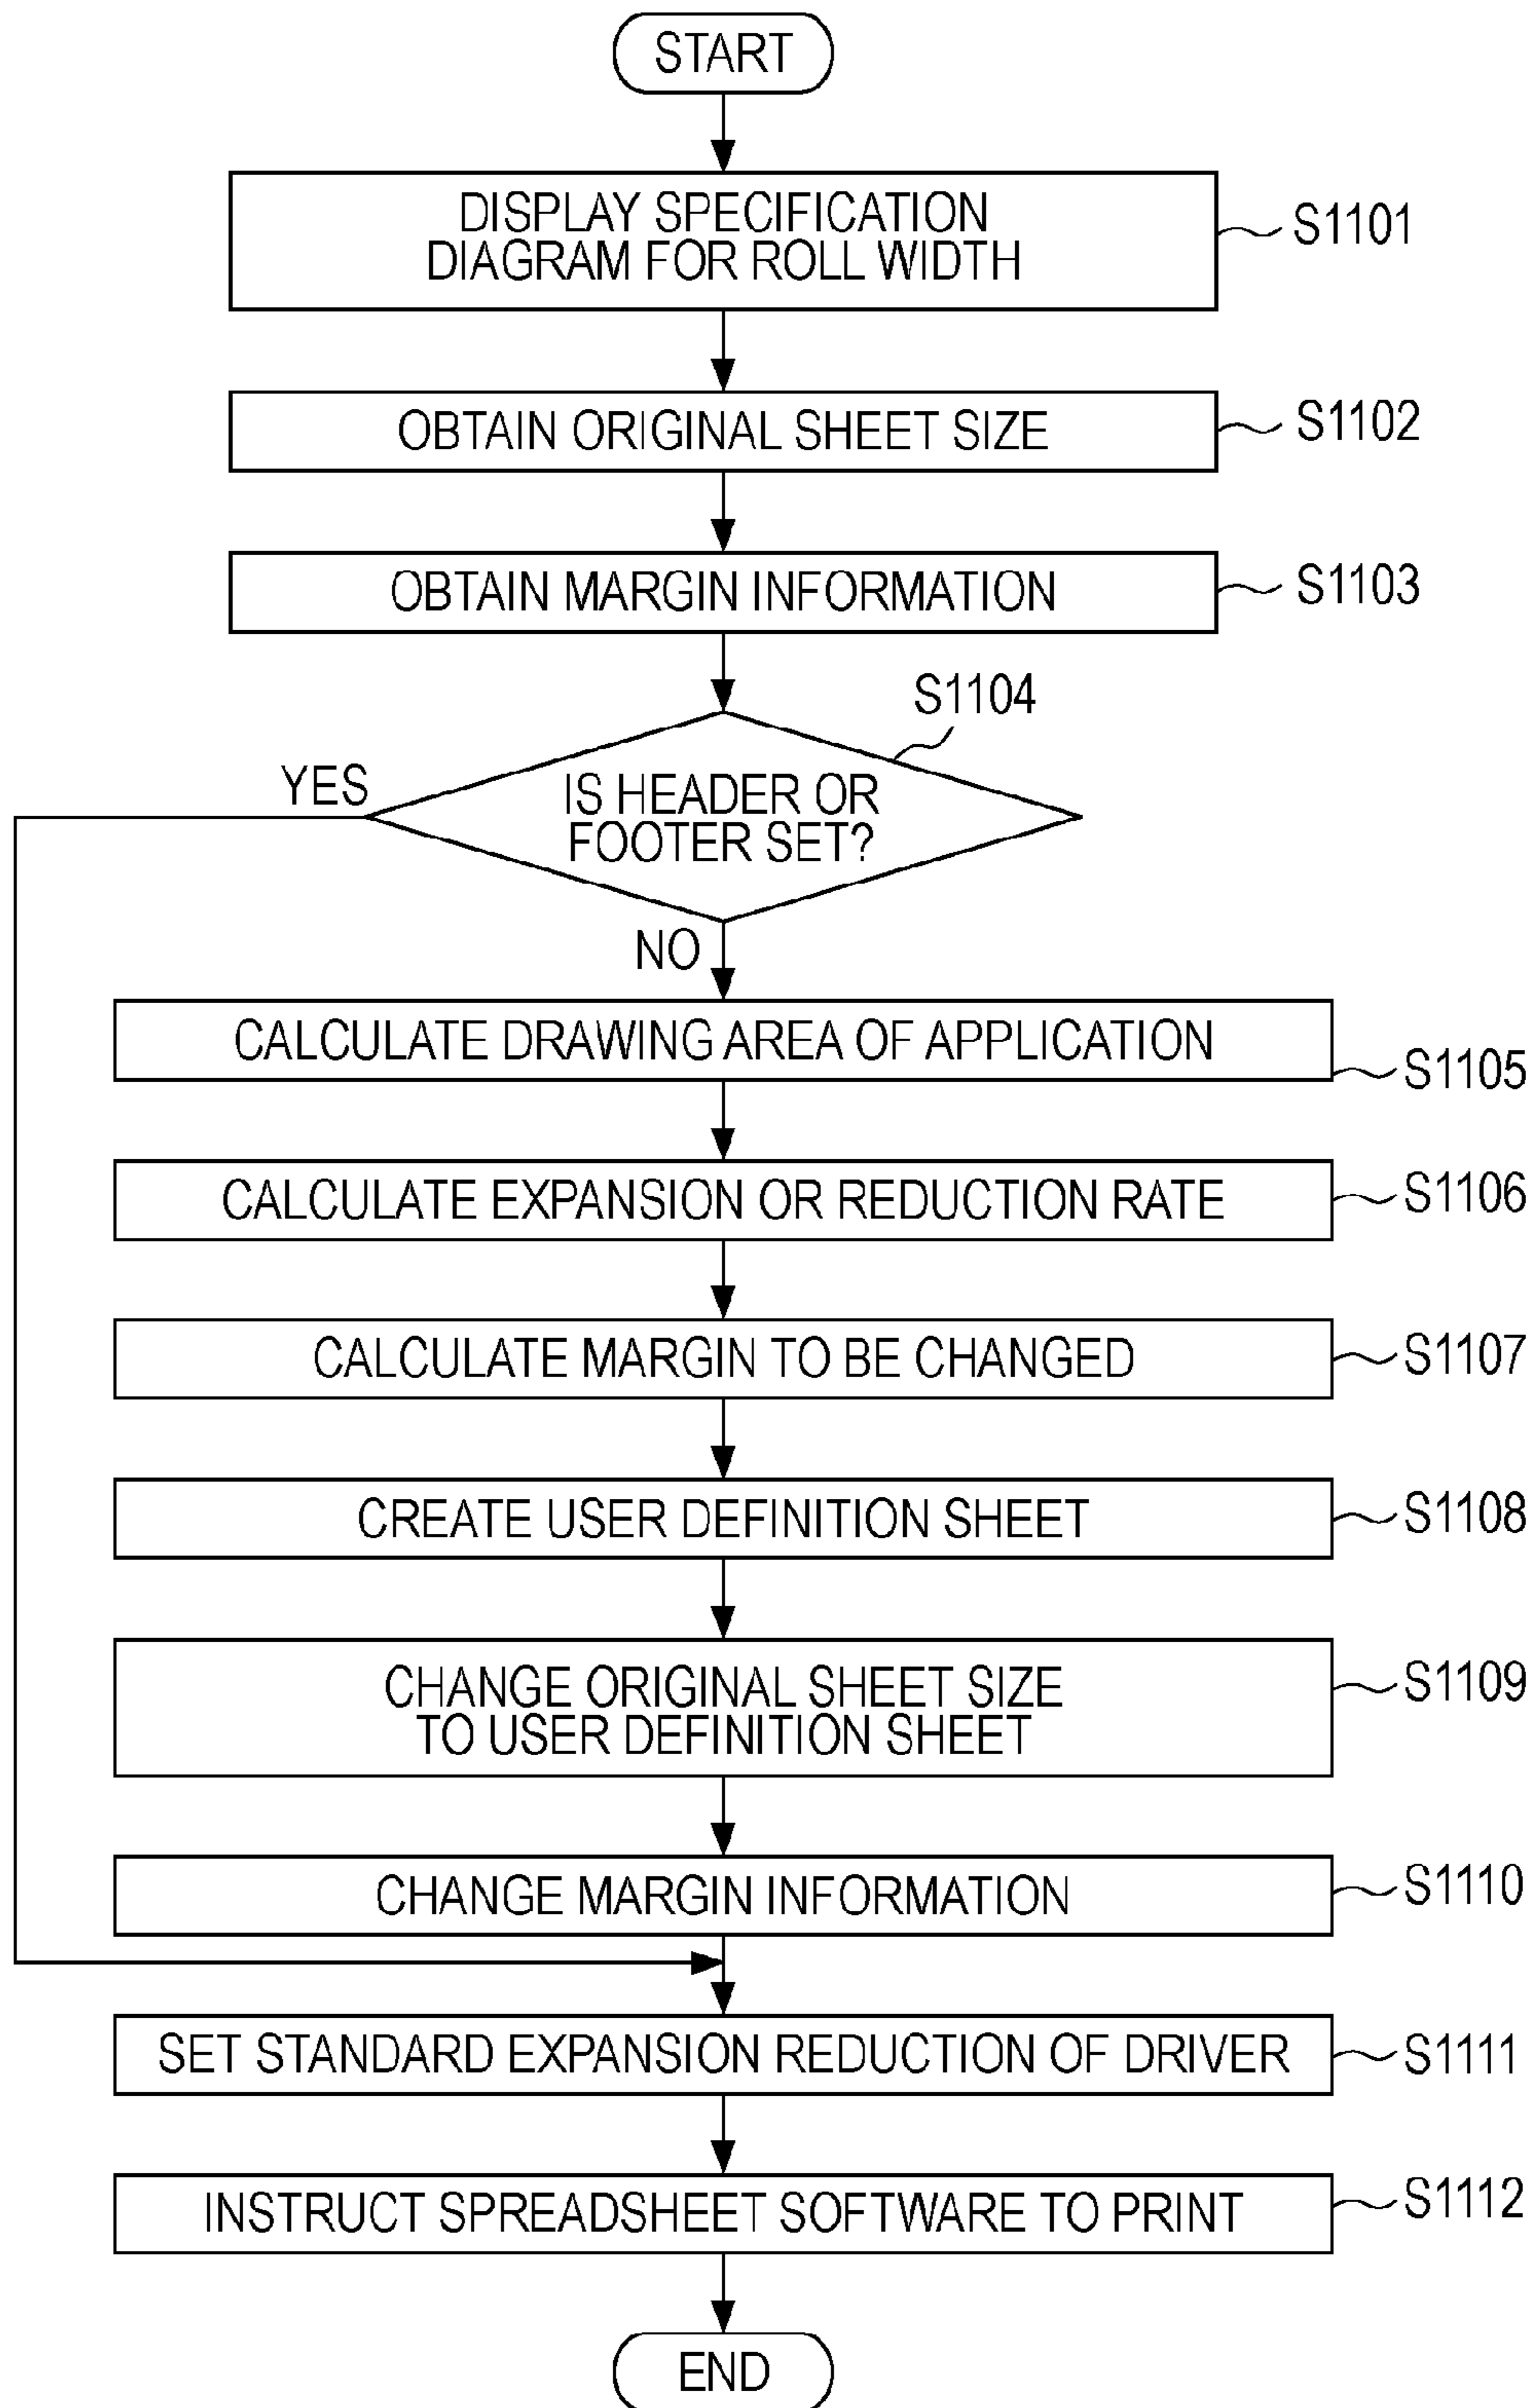 START
DISPLAY SPECIFICATION
DIAGRAM FOR ROLL WIDTH
S1101
OBTAIN ORIGINAL SHEET SIZE
S1102
OBTAIN MARGIN INFORMATION
S1103
S1104
YES
IS HEADER OR
FOOTER SET?
NO
CALCULATE DRAWING AREA OF APPLICATION
S1105
CALCULATE EXPANSION OR REDUCTION RATE
S1106
CALCULATE MARGIN TO BE CHANGED
S1107
CREATE USER DEFINITION SHEET
S1108
CHANGE ORIGINAL SHEET SIZE
TO USER DEFINITION SHEET
S1109
CHANGE MARGIN INFORMATION
S1110
SET STANDARD EXPANSION REDUCTION OF DRIVER
S1111
INSTRUCT SPREADSHEET SOFTWARE TO PRINT
S1112
END